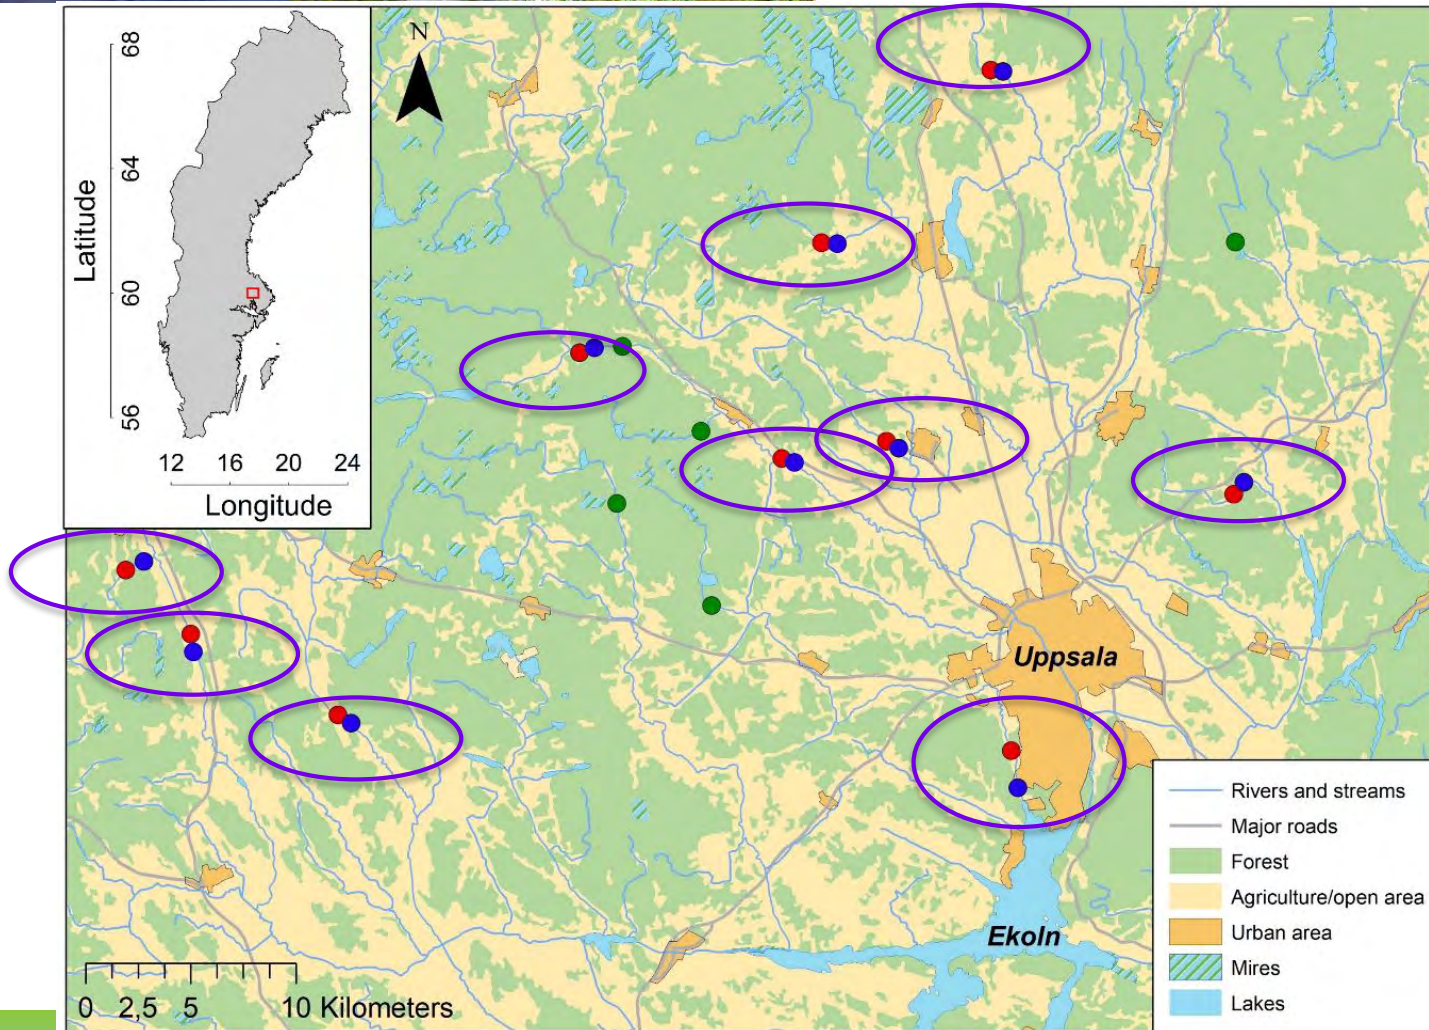 N
68
64
60
56
Latitude
12 16 20 24
Longitude
Uppsala
Ekoln
0 2,5 5 10 Kilometers
Rivers and streams
Major roads
Forest
Agriculture/open area
Urban area
Mires
Lakes